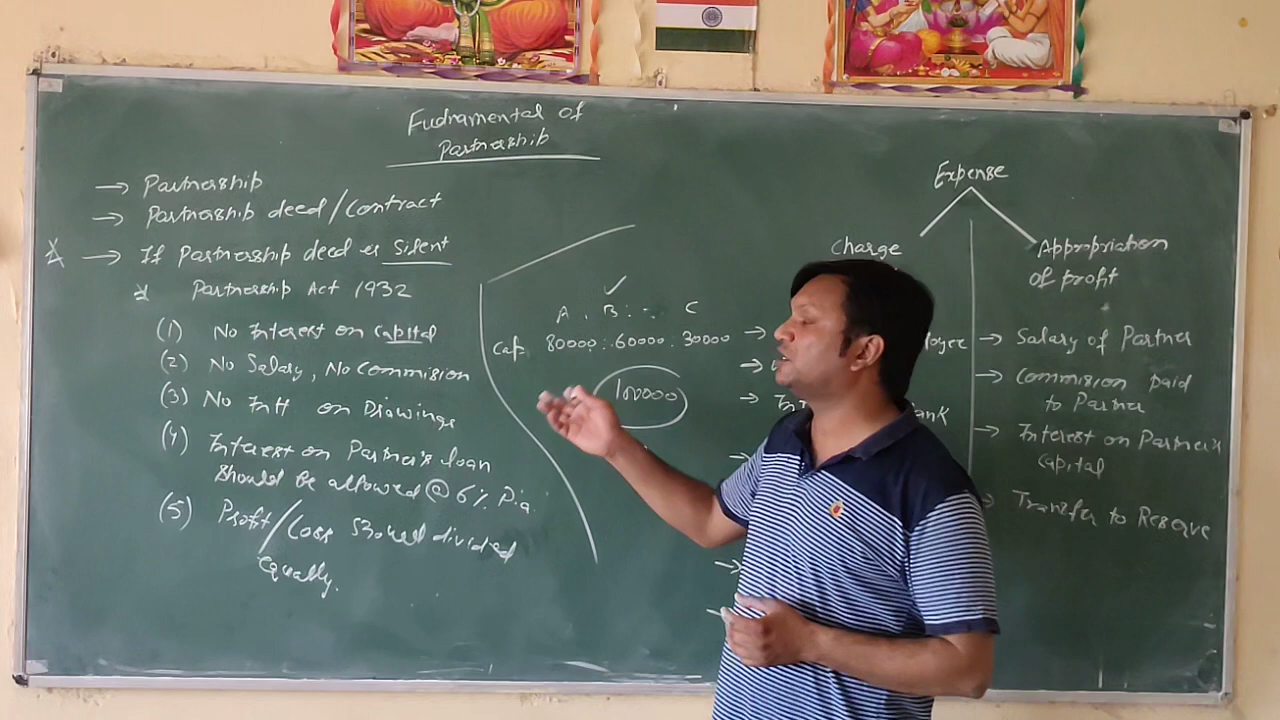 Fudramental of
Partnership
→ Partnership
→ Partnership deed / Contract
→ If Partnership deed is Silent
Partnership Act 1932
(1) No Interest on Capital
(2) No Salary, No Commision
(3) No Intt on Drawings
(4) Interest on Partner's loan
should be allowed @ 6% P.a.
(5) Profit/Loss should divided
equally.
A B C
Cap. 80000 : 60000 : 30000
100000
Expense
Charge
Appropriation
of profit
→ Salary of Partner
→ Commision paid
to Partner
→ Interest on Partner's
Capital
Transfer to Reserve